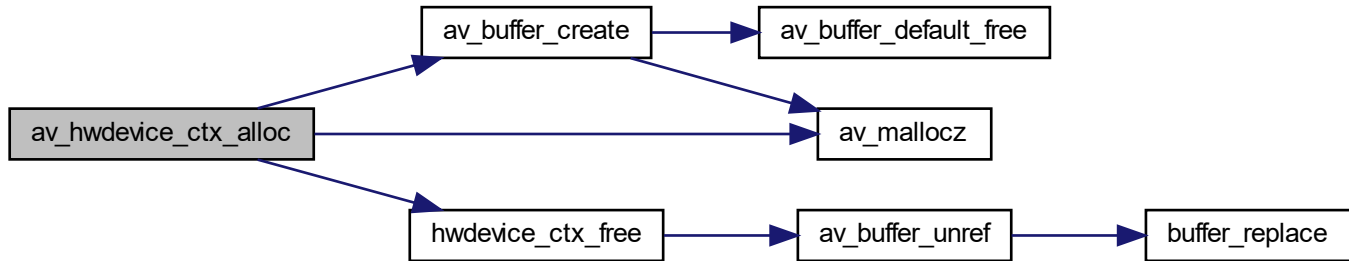 av_buffer_create
av_buffer_default_free
av_hwdevice_ctx_alloc
av_mallocz
hwdevice_ctx_free
av_buffer_unref
buffer_replace